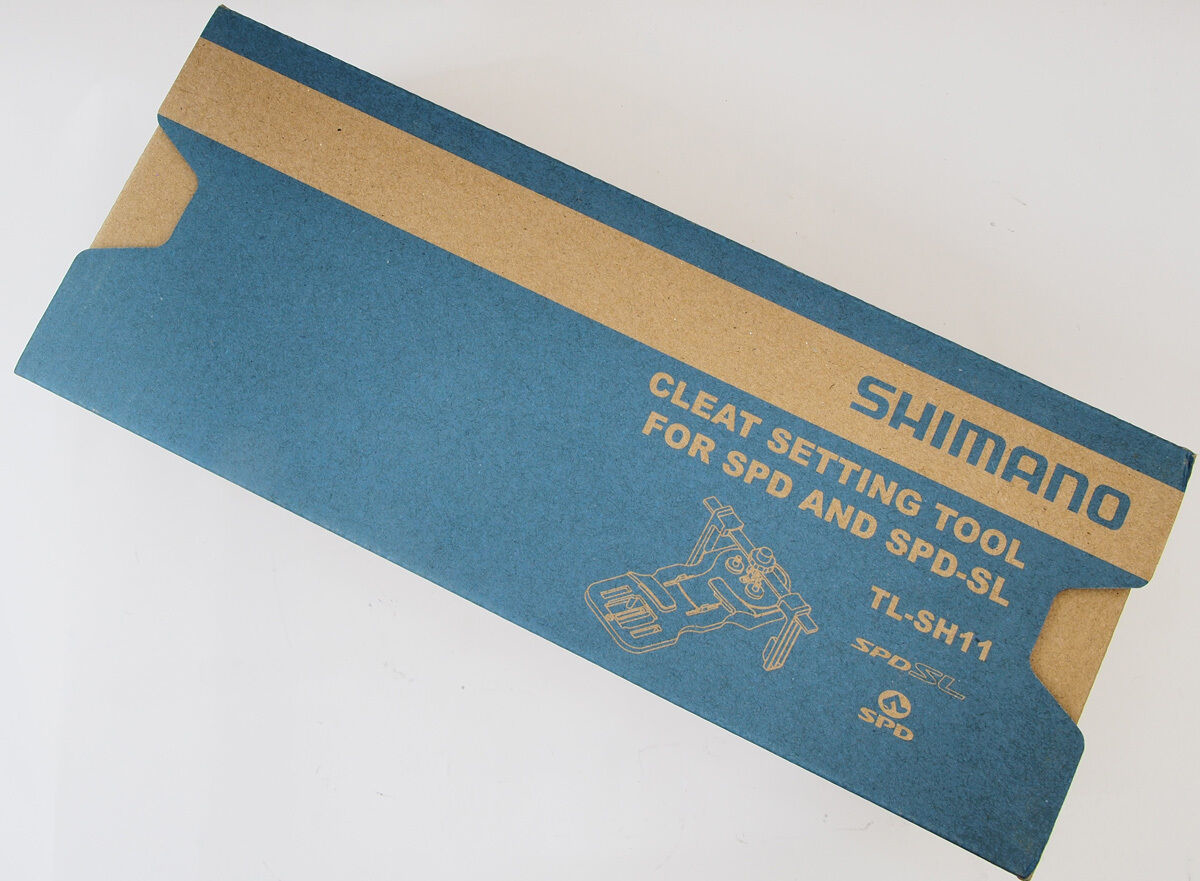 SHIMANO
CLEAT SETTING TOOL
FOR SPD AND SPD-SL
TL-SH11
SPD SL
SPD